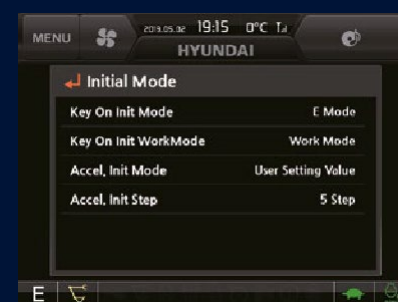 MENU
2013.05.02 19:15 0°C
HYUNDAI
Initial Mode
Key On Init Mode E Mode
Key On Init WorkMode Work Mode
Accel, Init Mode User Setting Value
Accel, Init Step 5 Step
E